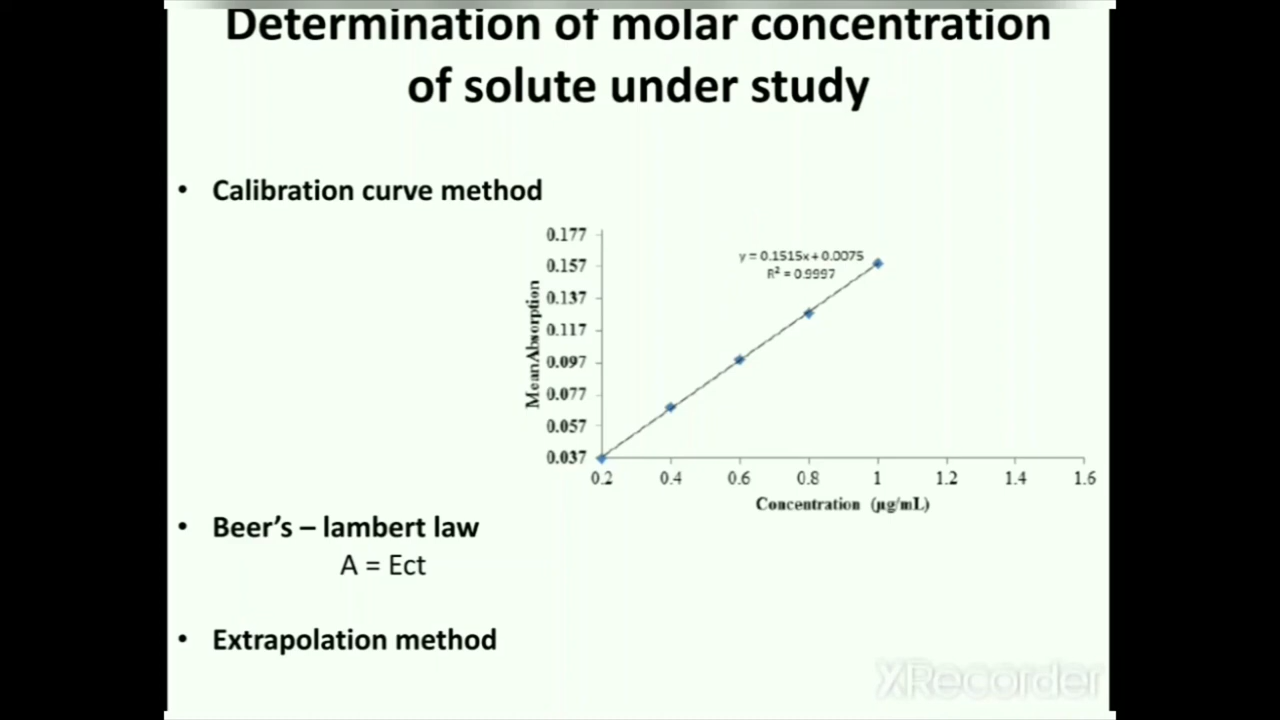 Determination of molar concentration
of solute under study
• Calibration curve method
0.177
0.157
0.137
0.117
0.097
0.077
0.057
0.037
Mean Absorption
y = 0.1515x + 0.0075
R² = 0.9997
0.2 0.4 0.6 0.8 1 1.2 1.4 1.6
Concentration (µg/mL)
• Beer's – lambert law
A = Ect
• Extrapolation method
XRecorder